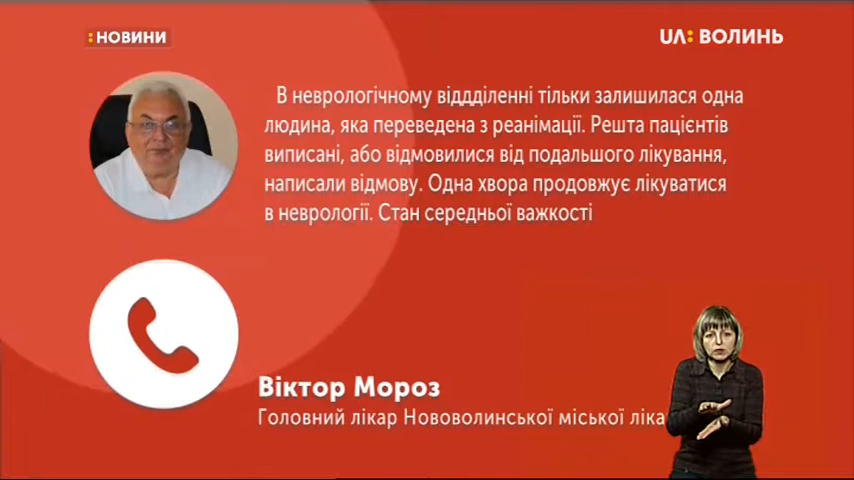 :НОВИНИ
UA: ВОЛИНЬ
В неврологічному віддділенні тільки залишилася одна
людина, яка переведена з реанімації. Решта пацієнтів
виписані, або відмовилися від подальшого лікування,
написали відмову. Одна хвора продовжує лікуватися
в неврології. Стан середньої важкості
Віктор Мороз
Головний лікар Нововолинської міської ліка